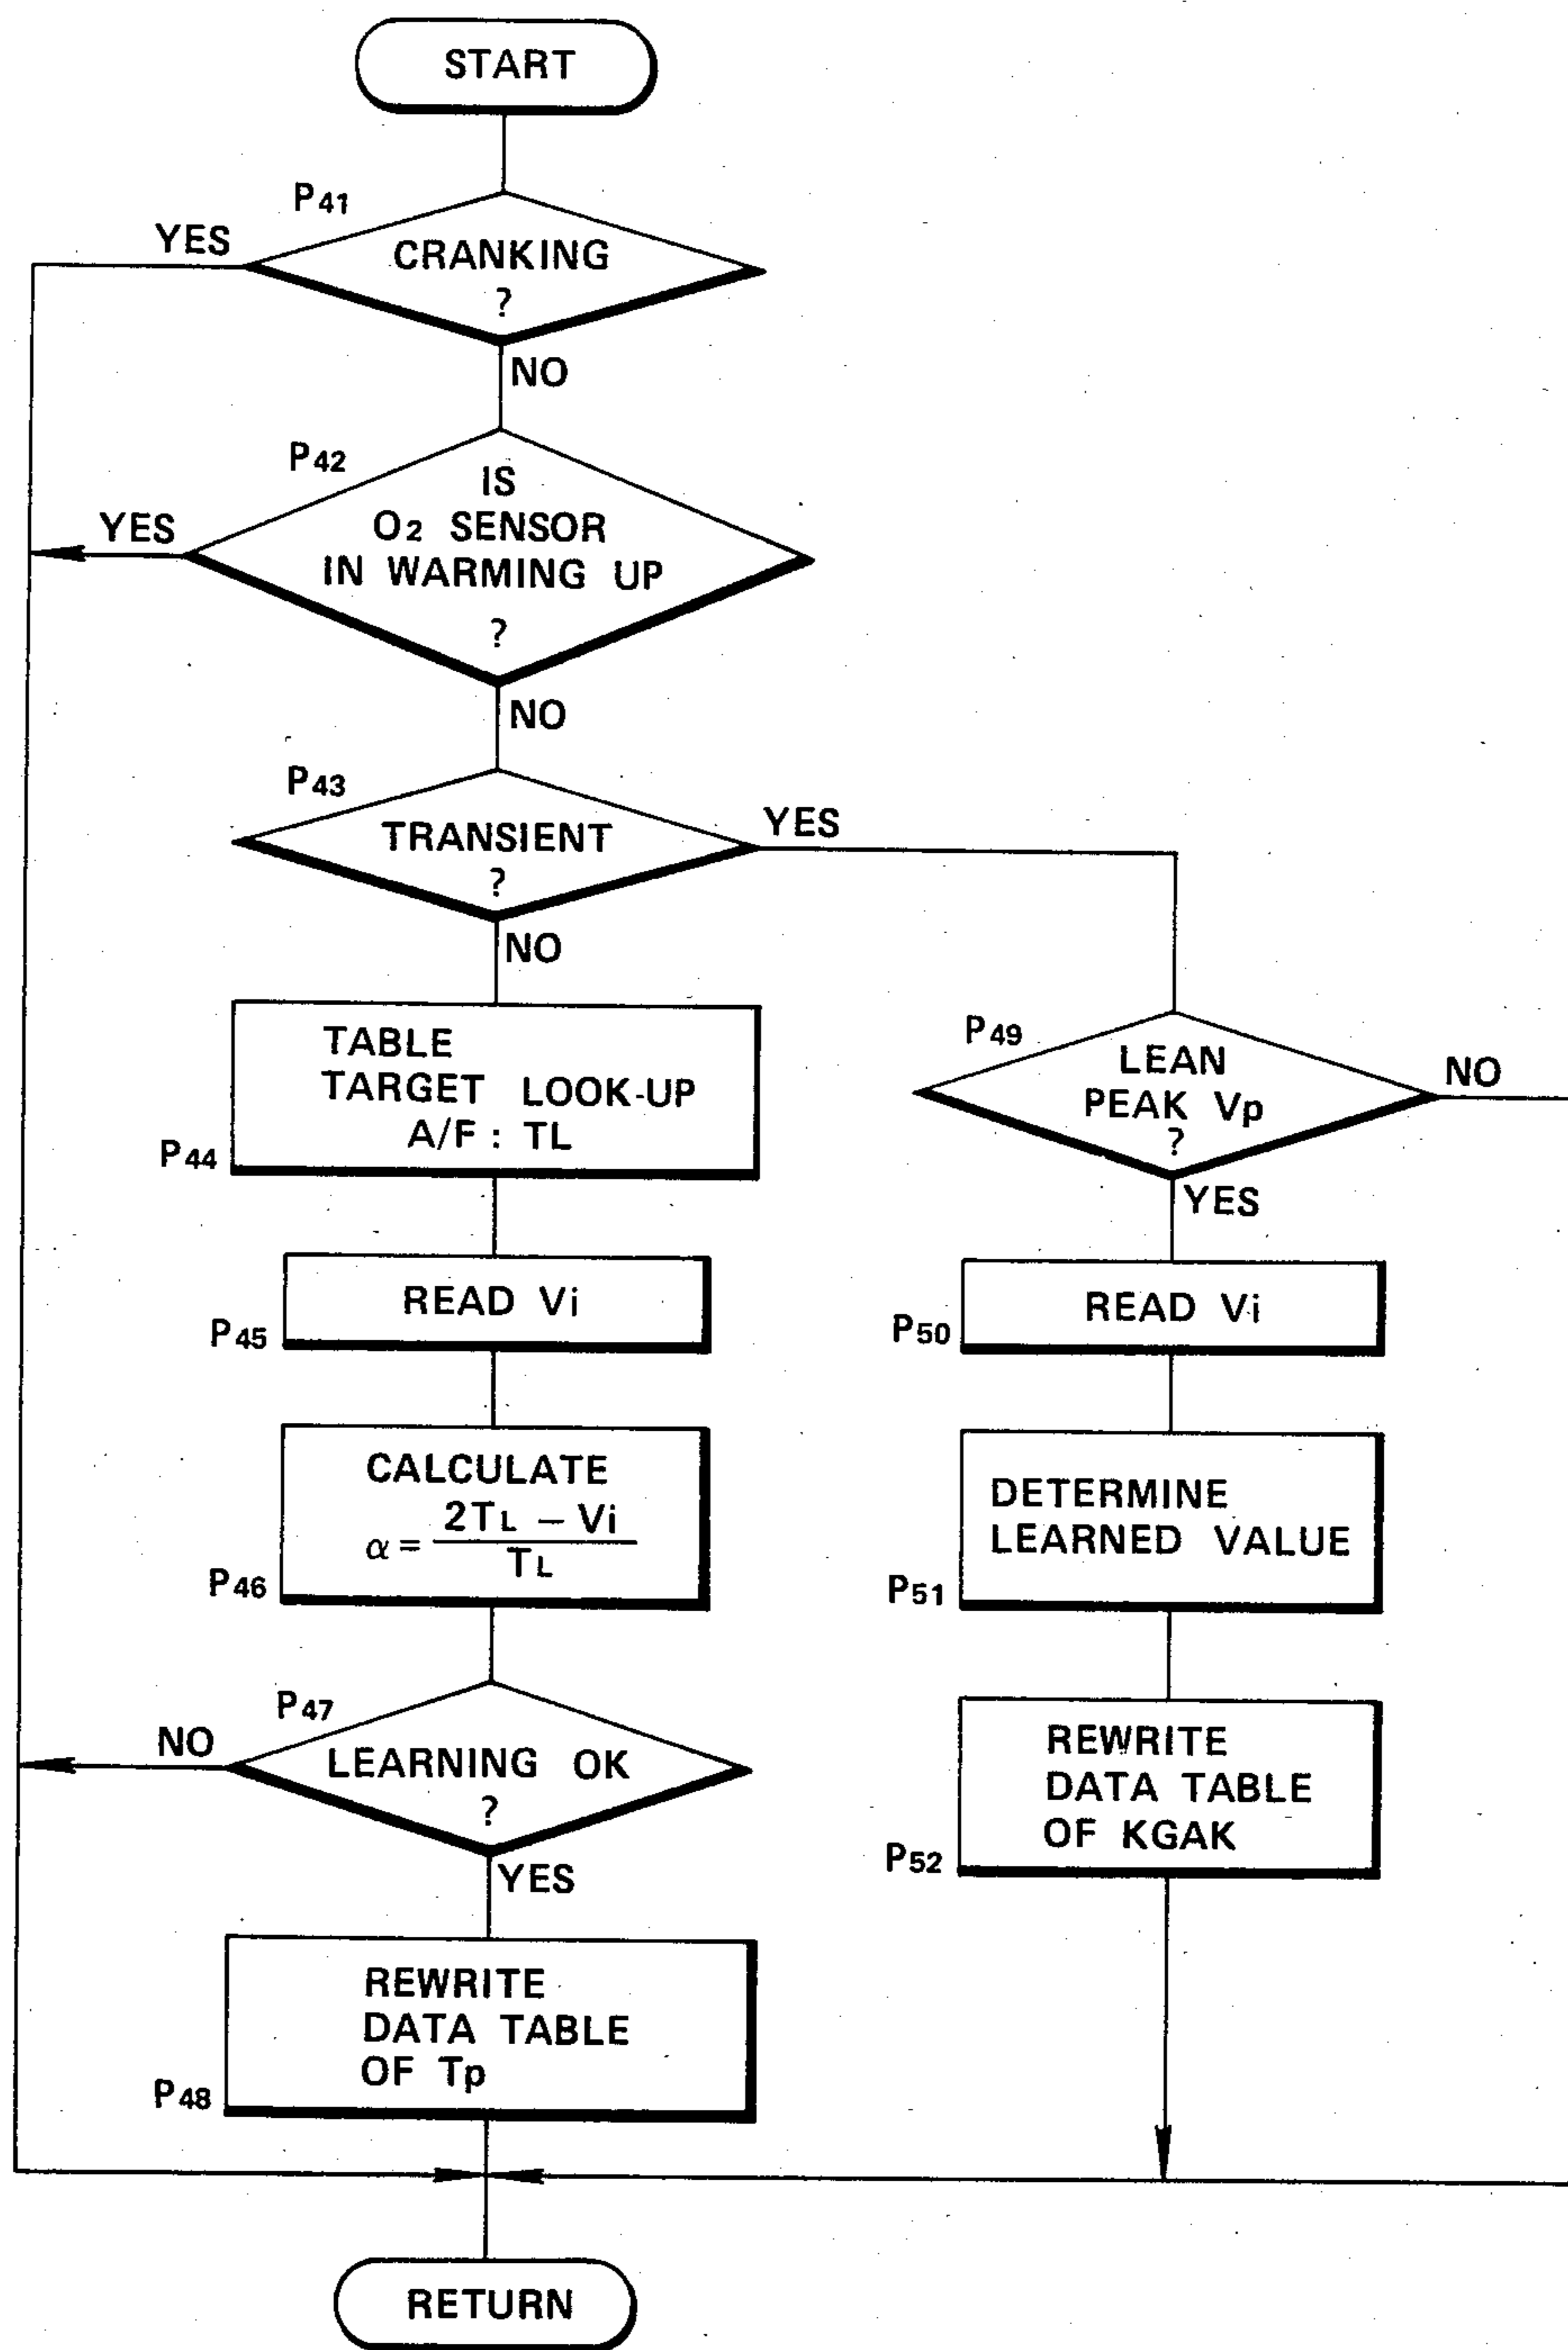 START
P41
YES
CRANKING
?
NO
P42
IS
O2 SENSOR
IN WARMING UP
?
YES
NO
P43
TRANSIENT
?
YES
NO
TABLE
TARGET LOOK-UP
A/F : TL
P44
READ Vi
P45
CALCULATE
α = 2TL – Vi / TL
P46
P47
NO
LEARNING OK
?
YES
REWRITE
DATA TABLE
OF Tp
P48
P49
LEAN
PEAK Vp
?
NO
YES
READ Vi
P50
DETERMINE
LEARNED VALUE
P51
REWRITE
DATA TABLE
OF KGAK
P52
RETURN